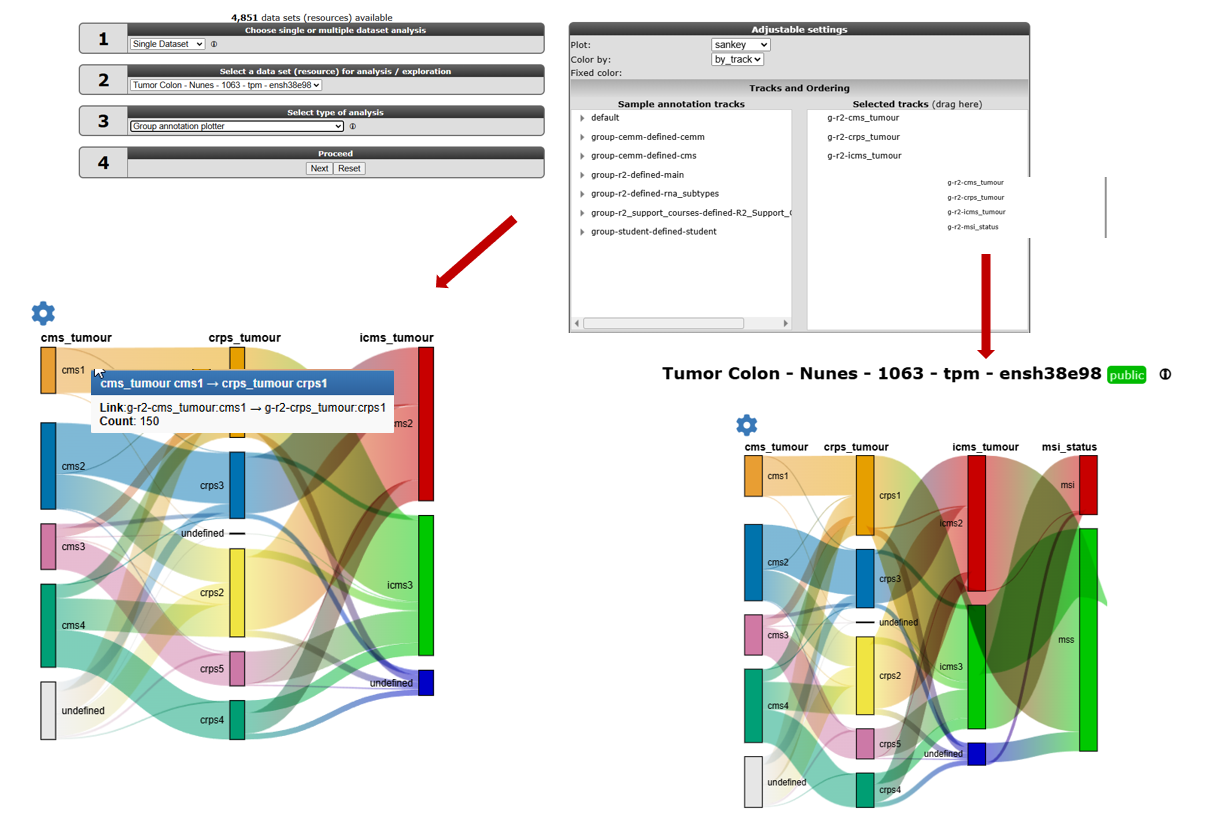 4,851 data sets (resources) available
1
Choose single or multiple dataset analysis
Single Dataset
2
Select a data set (resource) for analysis / exploration
Tumor Colon - Nunes - 1063 - tpm - ensh38e98
3
Select type of analysis
Group annotation plotter
4
Proceed
Next Reset
Adjustable settings
Plot: sankey
Color by: by_track
Fixed color:
Tracks and Ordering
Sample annotation tracks
default
group-cemm-defined-cemm
group-cemm-defined-cms
group-r2-defined-main
group-r2-defined-rna_subtypes
group-r2_support_courses-defined-R2_Support_C
group-student-defined-student
Selected tracks (drag here)
g-r2-cms_tumour
g-r2-crps_tumour
g-r2-icms_tumour
g-r2-cms_tumour
g-r2-crps_tumour
g-r2-icms_tumour
g-r2-msi_status
cms_tumour crps_tumour icms_tumour
cms1
cms_tumour cms1 → crps_tumour crps1
Link:g-r2-cms_tumour:cms1 → g-r2-crps_tumour:crps1
Count: 150
ms2
cms2
crps3
undefined
cms3
icms3
crps2
cms4
crps5
undefined
undefined
crps4
Tumor Colon - Nunes - 1063 - tpm - ensh38e98 public
cms_tumour crps_tumour icms_tumour msi_status
cms1
msi
crps1
icms2
cms2
crps3
undefined
cms3
mss
icms3
crps2
cms4
crps5
undefined
undefined
crps4